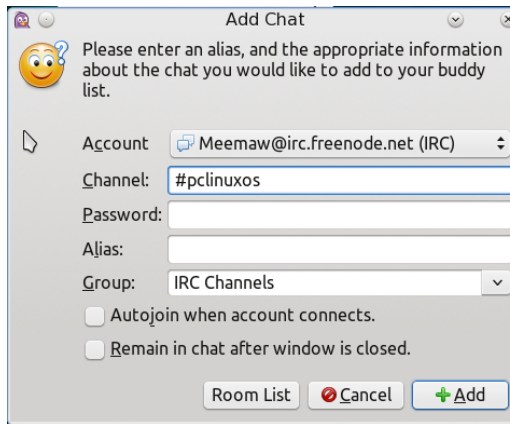 Add Chat
Please enter an alias, and the appropriate information
about the chat you would like to add to your buddy
list.
Account Meemaw@irc.freenode.net (IRC)
Channel: #pclinuxos
Password:
Alias:
Group: IRC Channels
Autojoin when account connects.
Remain in chat after window is closed.
Room List Cancel Add